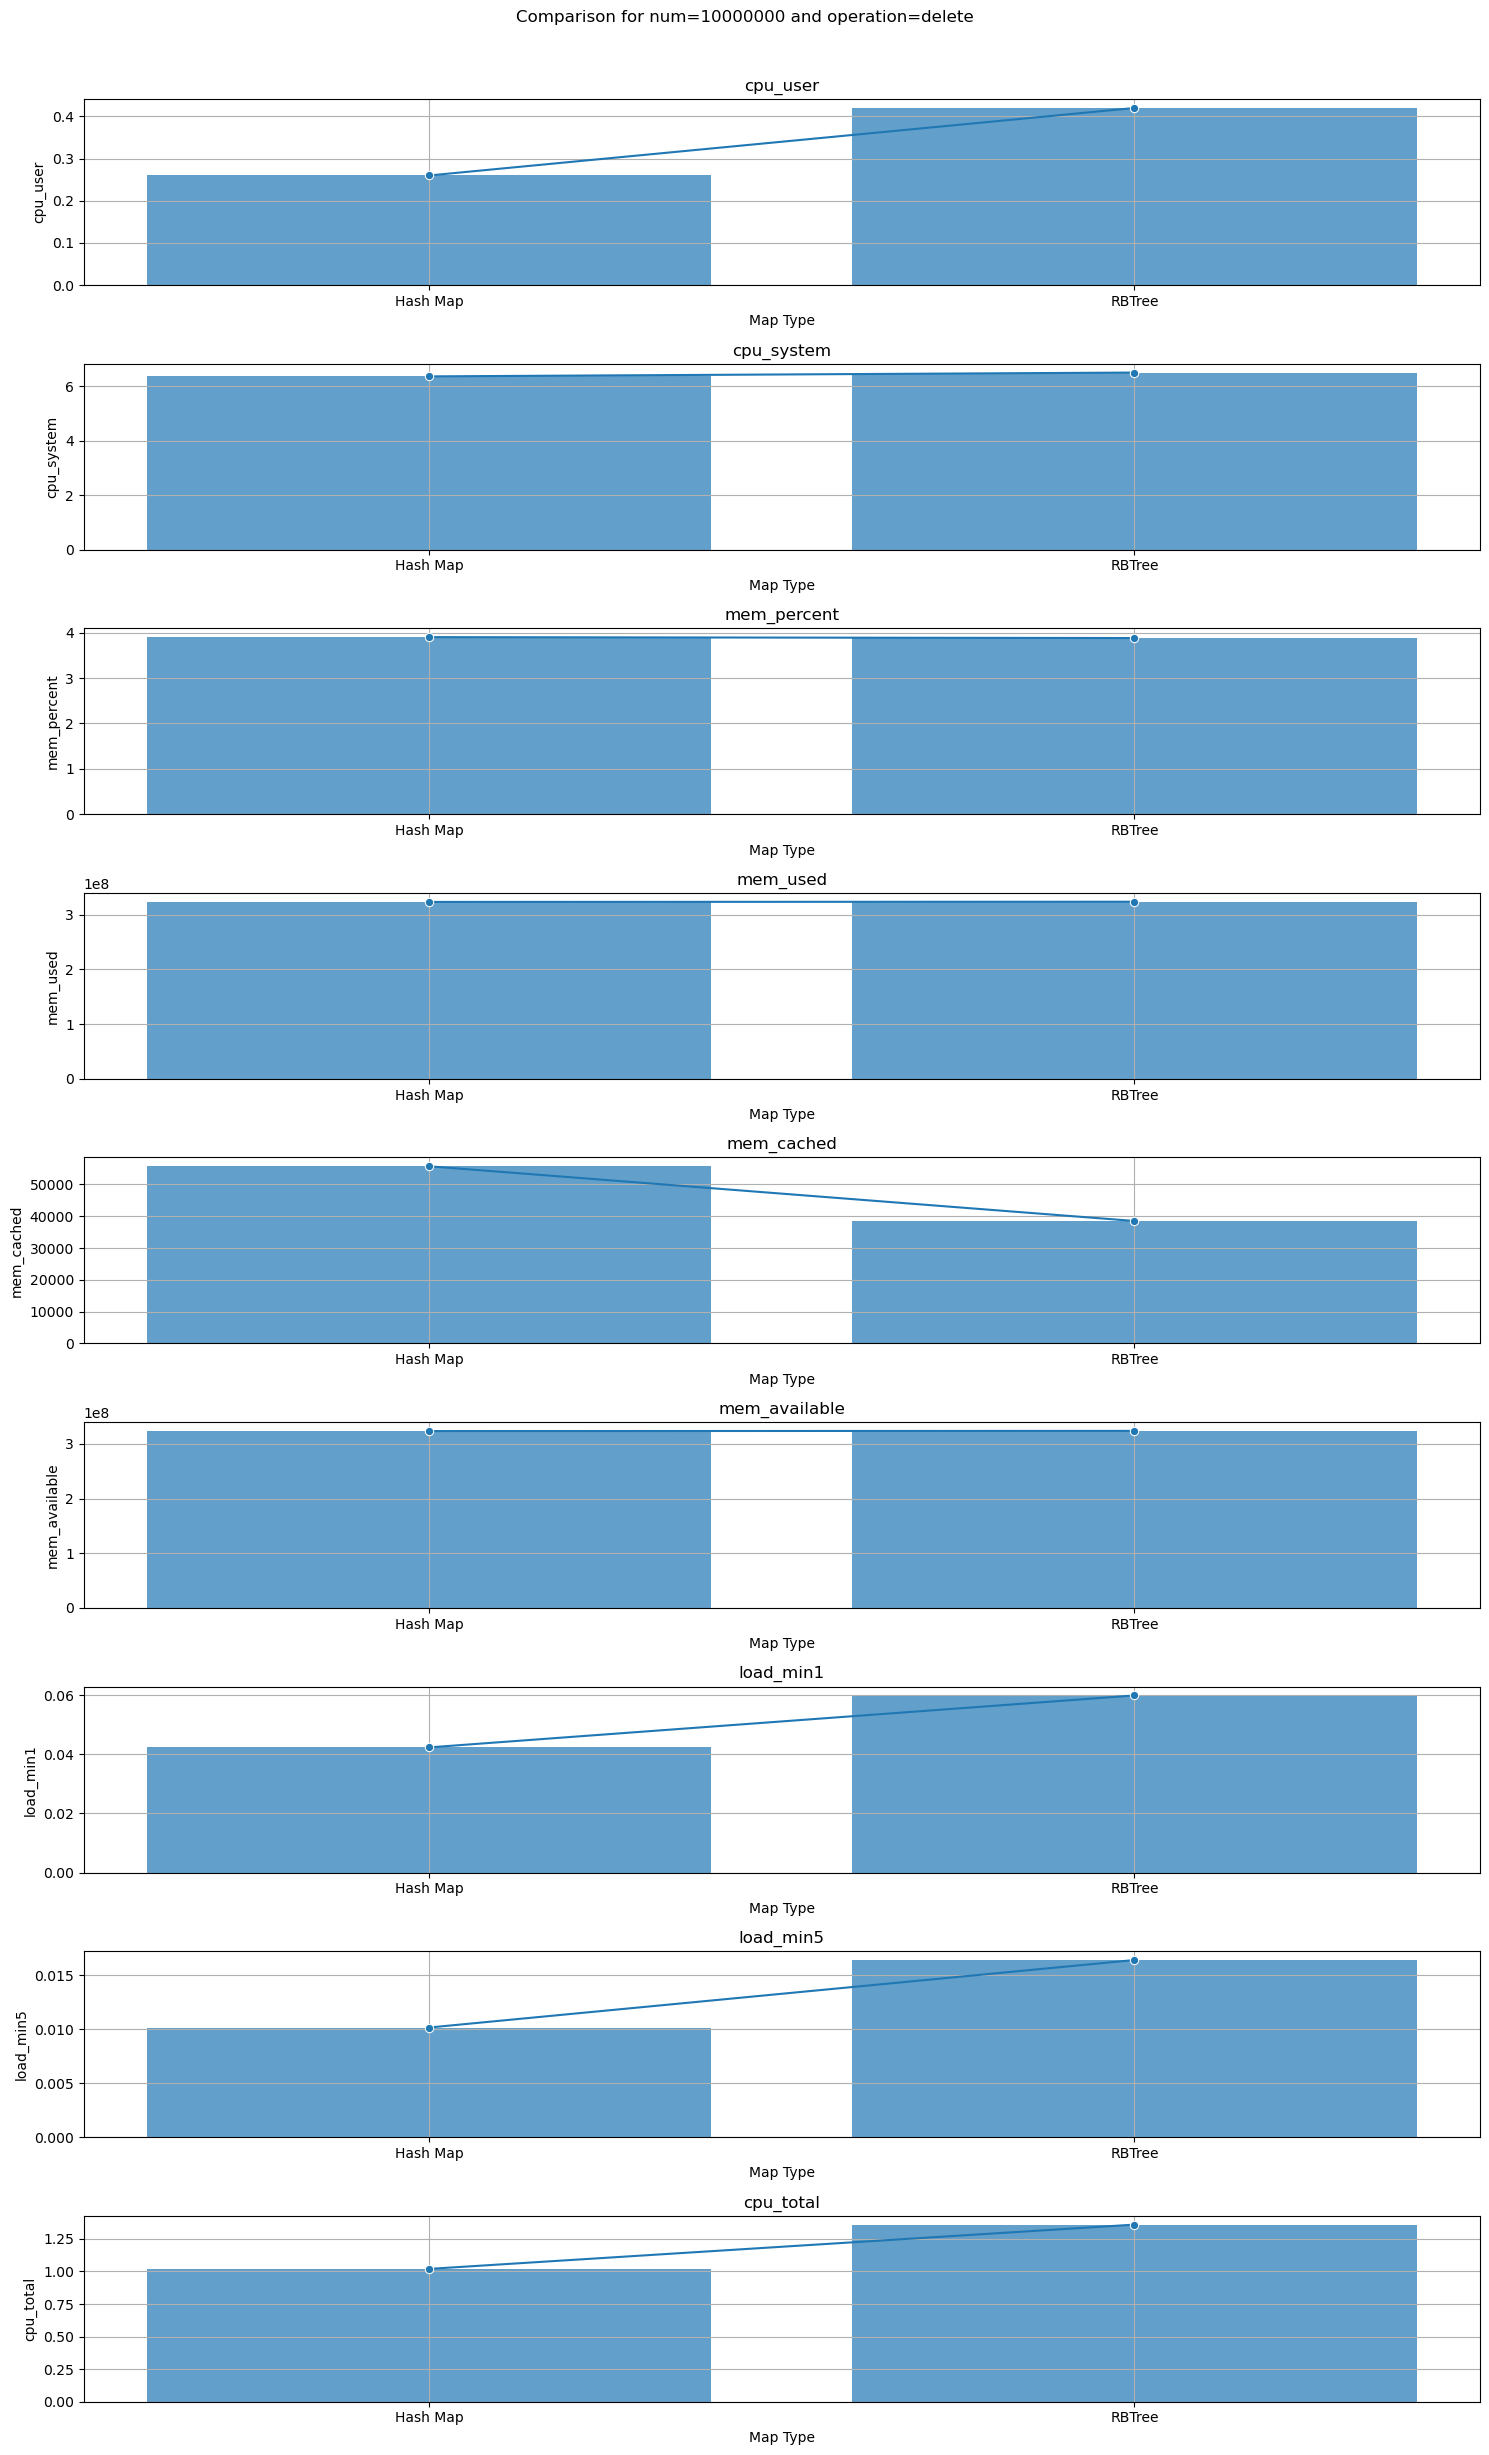 Comparison for num=10000000 and operation=delete
cpu_user
0.4
0.3
0.2
0.1
0.0
cpu_user
Hash Map RBTree
Map Type
cpu_system
6
4
2
0
cpu_system
Hash Map RBTree
Map Type
mem_percent
4
3
2
1
0
mem_percent
Hash Map RBTree
Map Type
1e8 mem_used
3
2
1
0
mem_used
Hash Map RBTree
Map Type
mem_cached
50000
40000
30000
20000
10000
0
mem_cached
Hash Map RBTree
Map Type
1e8 mem_available
3
2
1
0
mem_available
Hash Map RBTree
Map Type
load_min1
0.06
0.04
0.02
0.00
load_min1
Hash Map RBTree
Map Type
load_min5
0.015
0.010
0.005
0.000
load_min5
Hash Map RBTree
Map Type
cpu_total
1.25
1.00
0.75
0.50
0.25
0.00
cpu_total
Hash Map RBTree
Map Type